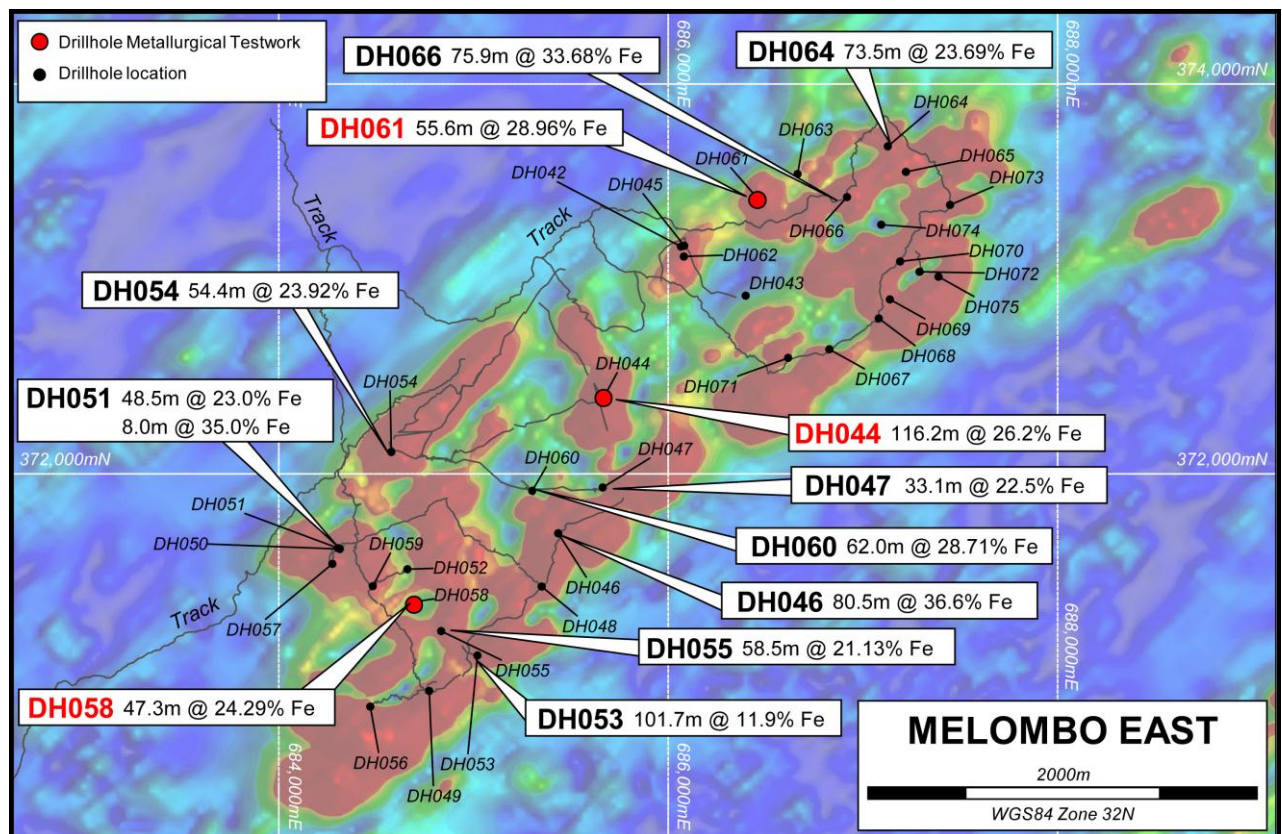 Drillhole Metallurgical Testwork
Drillhole location
DH066 75.9m @ 33.68% Fe
DH064 73.5m @ 23.69% Fe
686,000mE
688,000mE
374,000mN
DH061 55.6m @ 28.96% Fe
DH063
DH064
DH061
DH065
DH042
DH045
DH073
Track
Track
DH066
DH074
DH062
DH070
DH072
DH043
DH054 54.4m @ 23.92% Fe
DH075
DH069
DH068
DH044
DH067
DH071
DH054
DH051 48.5m @ 23.0% Fe
8.0m @ 35.0% Fe
DH044 116.2m @ 26.2% Fe
372,000mN
372,000mN
DH060
DH047
DH047 33.1m @ 22.5% Fe
DH051
DH050
DH059
DH060 62.0m @ 28.71% Fe
DH052
DH046
DH058
DH046 80.5m @ 36.6% Fe
Track
DH057
DH048
DH055
DH055 58.5m @ 21.13% Fe
688,000mE
DH058 47.3m @ 24.29% Fe
DH053 101.7m @ 11.9% Fe
684,000mE
686,000mE
DH056
DH053
DH049
MELOMBO EAST
2000m
WGS84 Zone 32N